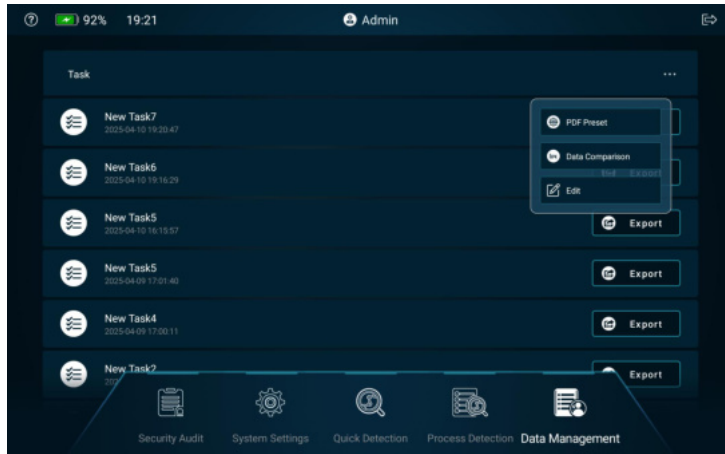 92% 19:21 Admin
Task ...
New Task7
2025-04-10 19:20:47
PDF Preset
New Task6
2025-04-10 19:16:29
Data Comparison
Export
Edit
New Task5
2025-04-10 16:15:57
Export
New Task5
2025-04-09 17:01:40
Export
New Task4
2025-04-09 17:00:11
Export
New Task2
Export
Security Audit System Settings Quick Detection Process Detection Data Management